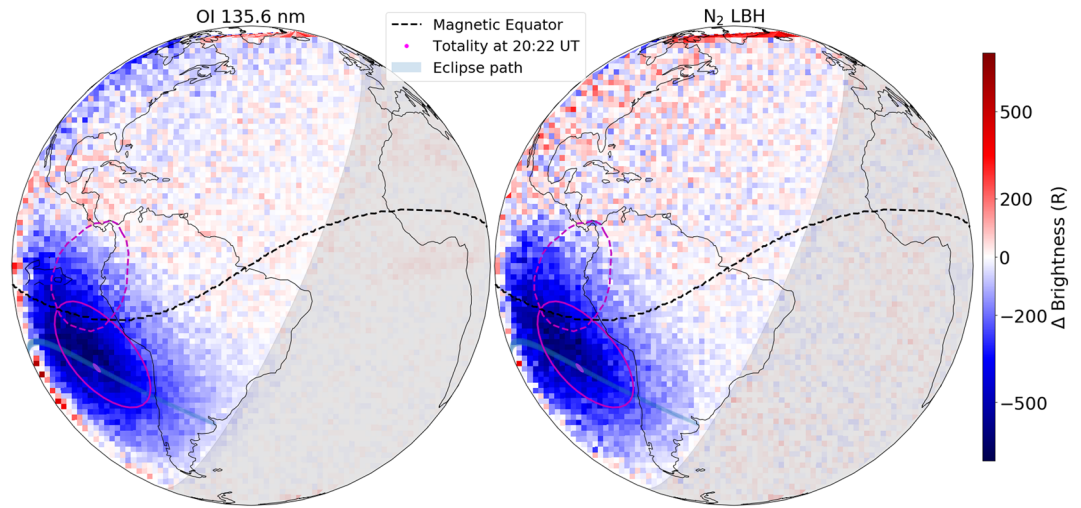 OI 135.6 nm
N₂ LBH
Magnetic Equator
Totality at 20:22 UT
Eclipse path
500
200
0
−200
−500
Δ Brightness (R)